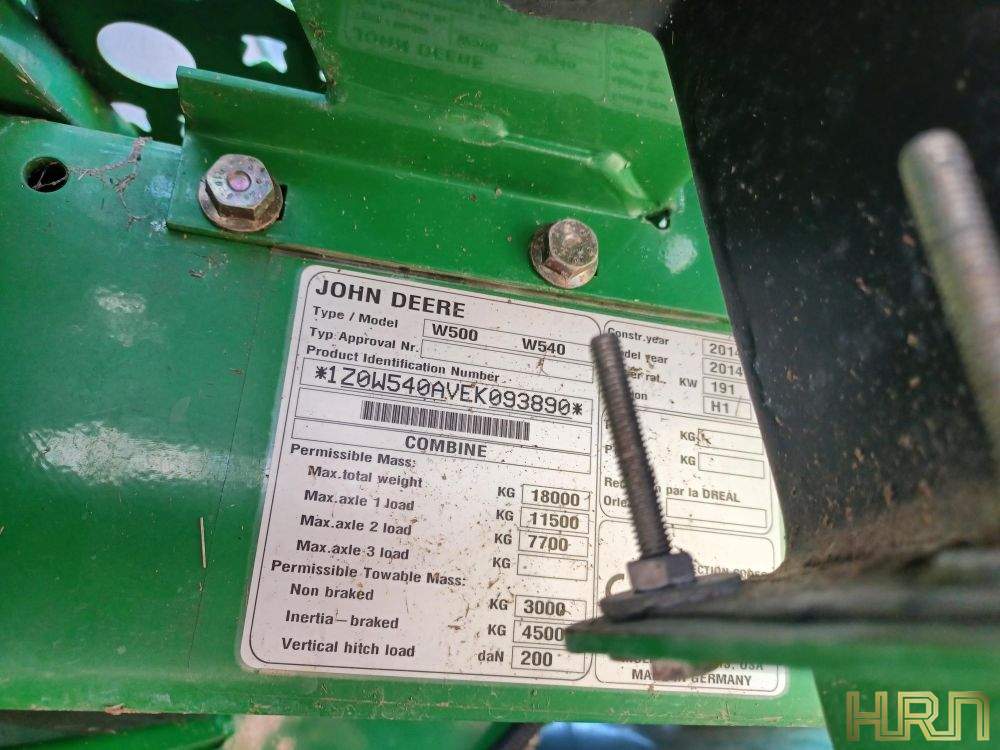 JOHN DEERE
Type / Model W500 W540
Typ Approval Nr.
Product Identification Number
*1Z0W540AVEK093890*
COMBINE
Permissible Mass:
Max.total weight KG 18000
Max.axle 1 load KG 11500
Max.axle 2 load KG 7700
Max.axle 3 load KG
Permissible Towable Mass:
Non braked KG 3000
Inertia-braked KG 4500
Vertical hitch load daN 200
Constr.year 2014
year 2014
rat. KW 191
H1
KG
KG
par la DREAL
USA
GERMANY
HRN